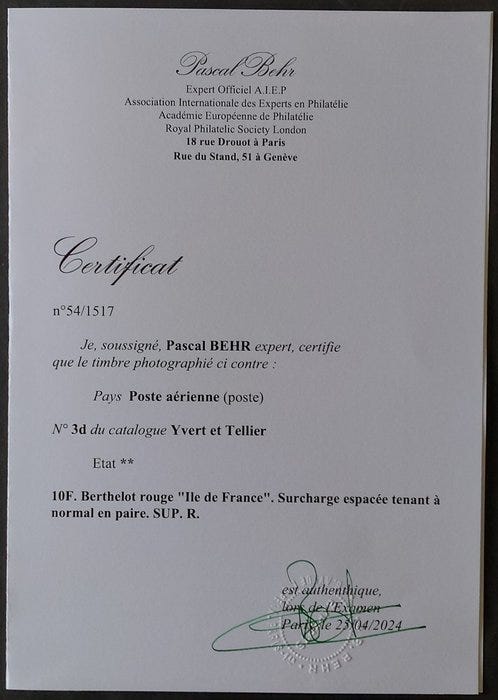 Pascal Behr
Expert Officiel A.I.E.P
Association Internationale des Experts en Philatélie
Académie Européenne de Philatélie
Royal Philatelic Society London
18 rue Drouot à Paris
Rue du Stand, 51 à Genève
Certificat
n°54/1517
Je, soussigné, Pascal BEHR expert, certifie
que le timbre photographié ci contre :
Pays Poste aérienne (poste)
N° 3d du catalogue Yvert et Tellier
Etat **
10F. Berthelot rouge "Ile de France". Surcharge espacée tenant à
normal en paire. SUP. R.
est authenthique,
lors de l'Examen
Paris le 23/04/2024